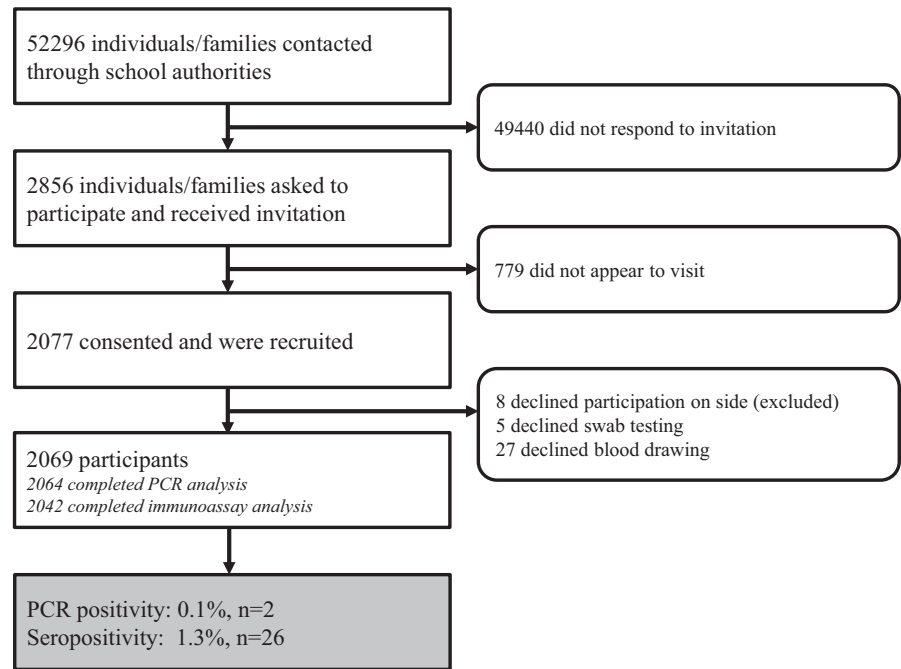 52296 individuals/families contacted
through school authorities
49440 did not respond to invitation
2856 individuals/families asked to
participate and received invitation
779 did not appear to visit
2077 consented and were recruited
8 declined participation on side (excluded)
5 declined swab testing
27 declined blood drawing
2069 participants
2064 completed PCR analysis
2042 completed immunoassay analysis
PCR positivity: 0.1%, n=2
Seropositivity: 1.3%, n=26